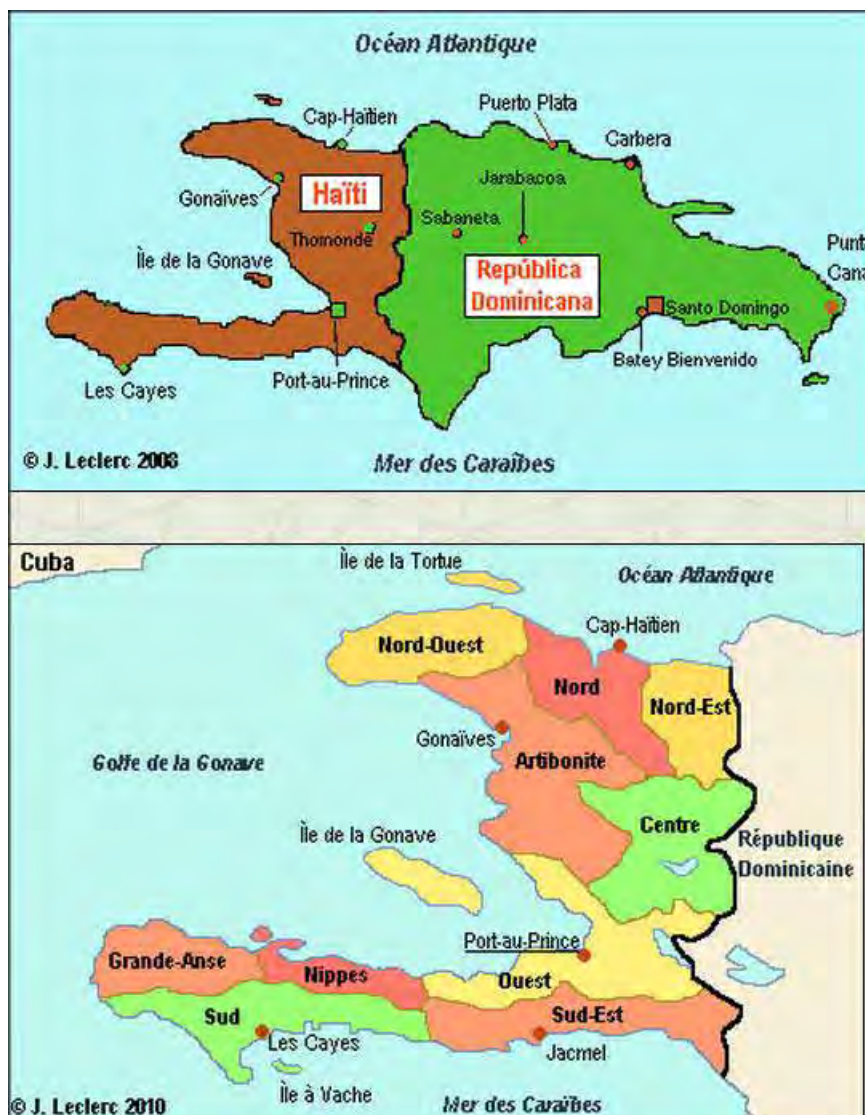 Océan Atlantique
Puerto Plata
Cap-Haïtien
Carbera
Jarabacoa
Gonaïves
Haïti
Sabaneta
Thomonde
Punt
Cana
Île de la Gonave
República
Dominicana
Santo Domingo
Batey Bienvenido
Port-au-Prince
Les Cayes
© J. Leclerc 2008
Mer des Caraïbes
Cuba
Île de la Tortue
Océan Atlantique
Cap-Haïtien
Nord-Ouest
Nord
Nord-Est
Gonaïves
Artibonite
Golfe de la Gonave
Centre
Île de la Gonave
République
Dominicaine
Port-au-Prince
Grande-Anse
Nippes
Ouest
Sud
Sud-Est
Les Cayes
Jacmel
Île à Vache
© J. Leclerc 2010
Mer des Caraïbes